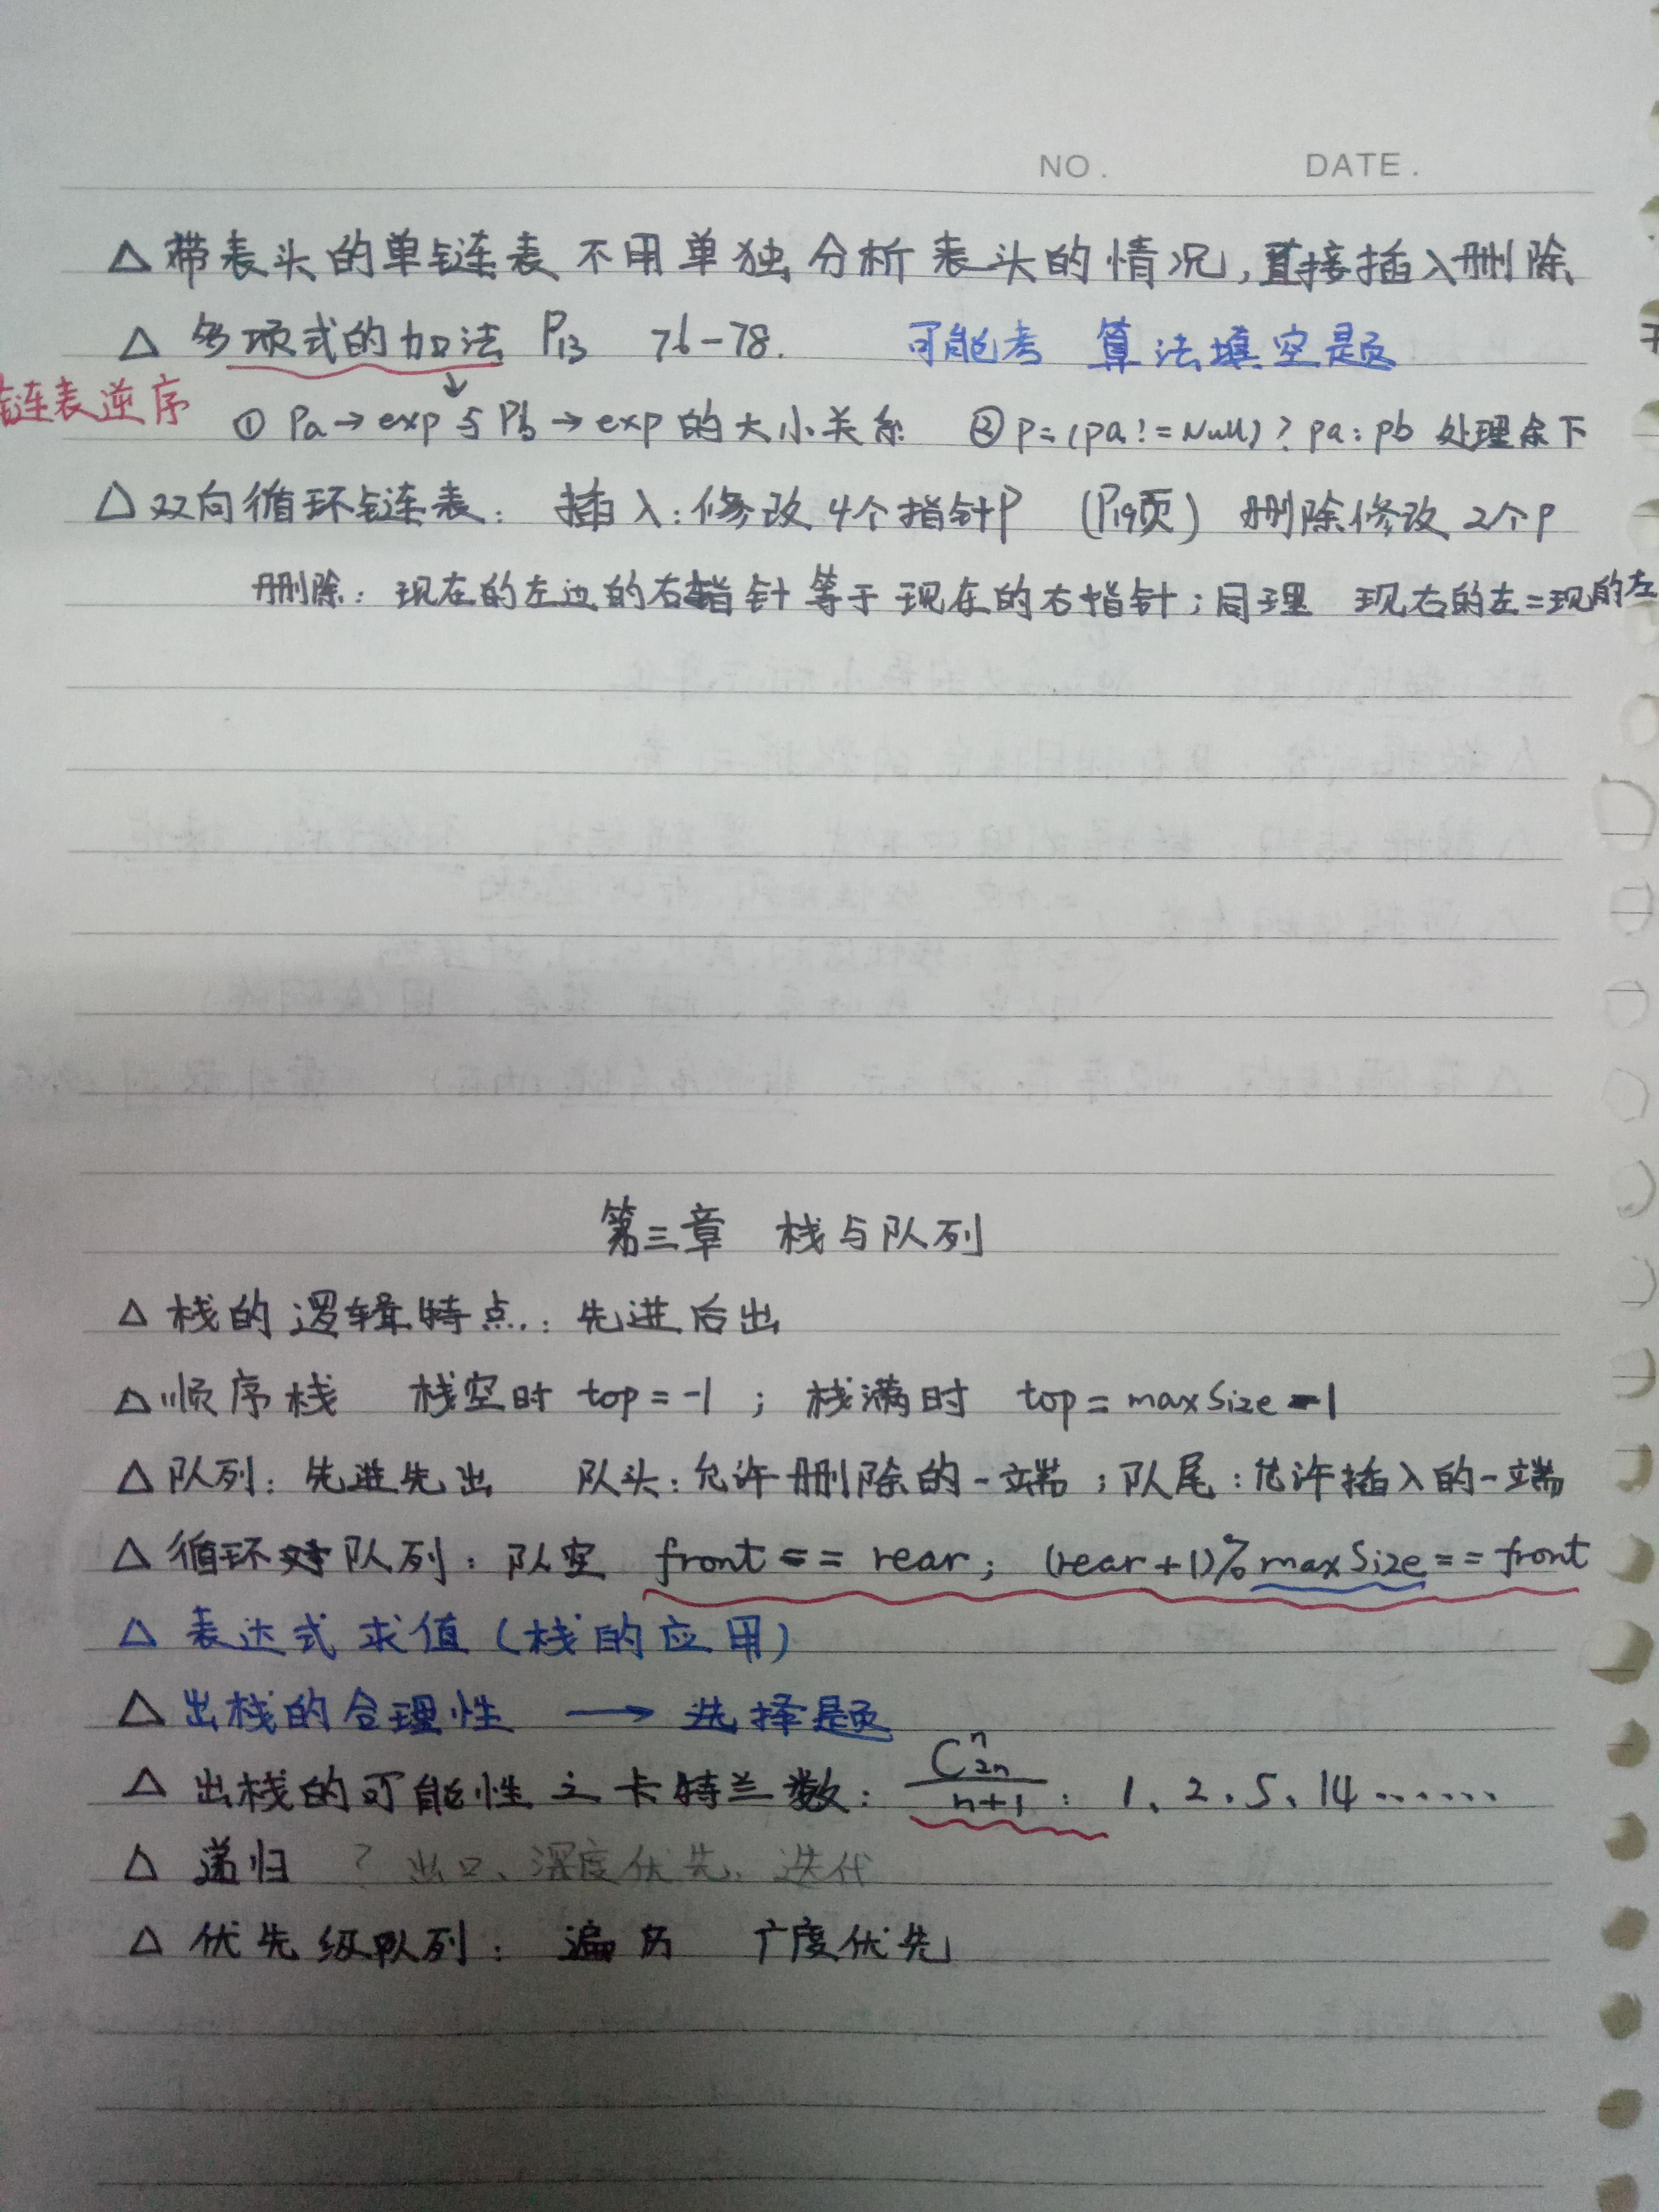 NO. DATE.
△ 带表头的单链表 不用单独分析表头的情况,直接插入删除
△ 多项式的加法 P13 76-78. 可能考 算法填空题
链表逆序
① Pa→exp与Pb→exp的大小关系 ② p=(pa!=Null)? pa:pb 处理余下
△ 双向循环链表: 插入:修改4个指针P (P19页) 删除修改2个P
删除: 现在的左边的右指针等于现在的右指针;同理 现右的左=现的左
第三章 栈与队列
△ 栈的逻辑特点:先进后出
△ 顺序栈 栈空时 top=-1 ; 栈满时 top=maxSize-1
△ 队列:先进先出 队头:允许删除的一端;队尾:允许插入的一端
△ 循环队列:队空 front == rear; (rear+1)%maxSize==front
△ 表达式求值(栈的应用)
△ 出栈的合理性 → 选择题
△ 出栈的可能性之卡特兰数: C2n^n/(n+1) : 1、2、5、14……
△ 递归 ? 出口、深度优先、迭代
△ 优先级队列: 遍历 广度优先